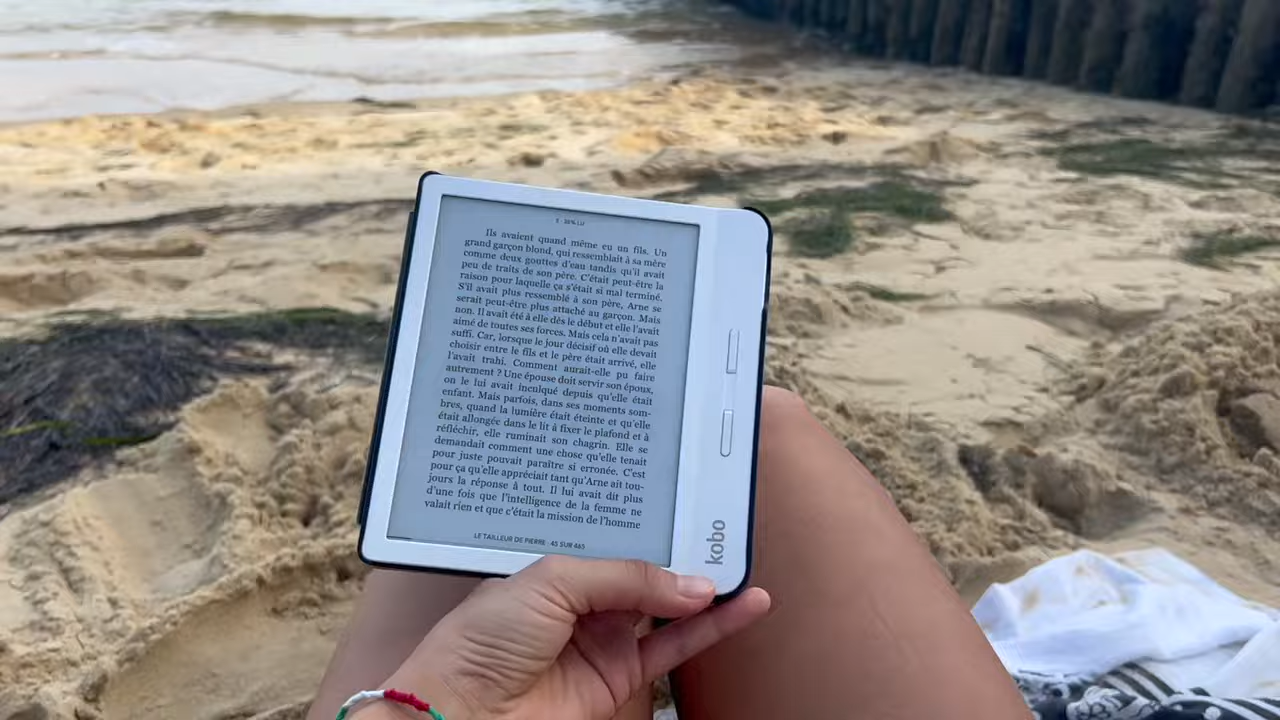 5 · 38% LU
Ils avaient quand même eu un fils. Un
grand garçon blond, qui ressemblait à sa mère
comme deux gouttes d'eau tandis qu'il avait
peu de traits de son père. C'était peut-être la
raison pour laquelle ça s'était si mal terminé.
S'il avait plus ressemblé à son père, Arne se
serait peut-être plus attaché au garçon. Mais
non. Il avait été à elle dès le début et elle l'avait
aimé de toutes ses forces. Mais cela n'avait pas
suffi. Car, lorsque le jour décisif où elle devait
choisir entre le fils et le père était arrivé, elle
l'avait trahi. Comment aurait-elle pu faire
autrement ? Une épouse doit servir son époux,
on le lui avait inculqué depuis qu'elle était
enfant. Mais parfois, dans ses moments som-
bres, quand la lumière était éteinte et qu'elle
était allongée dans le lit à fixer le plafond et à
réfléchir, elle ruminait son chagrin. Elle se
demandait comment une chose qu'elle tenait
pour juste pouvait paraître si erronée. C'est
pour ça qu'elle appréciait tant qu'Arne ait tou-
jours la réponse à tout. Il lui avait dit plus
d'une fois que l'intelligence de la femme ne
valait rien et que c'était la mission de l'homme
LE TAILLEUR DE PIERRE · 45 SUR 465
kobo